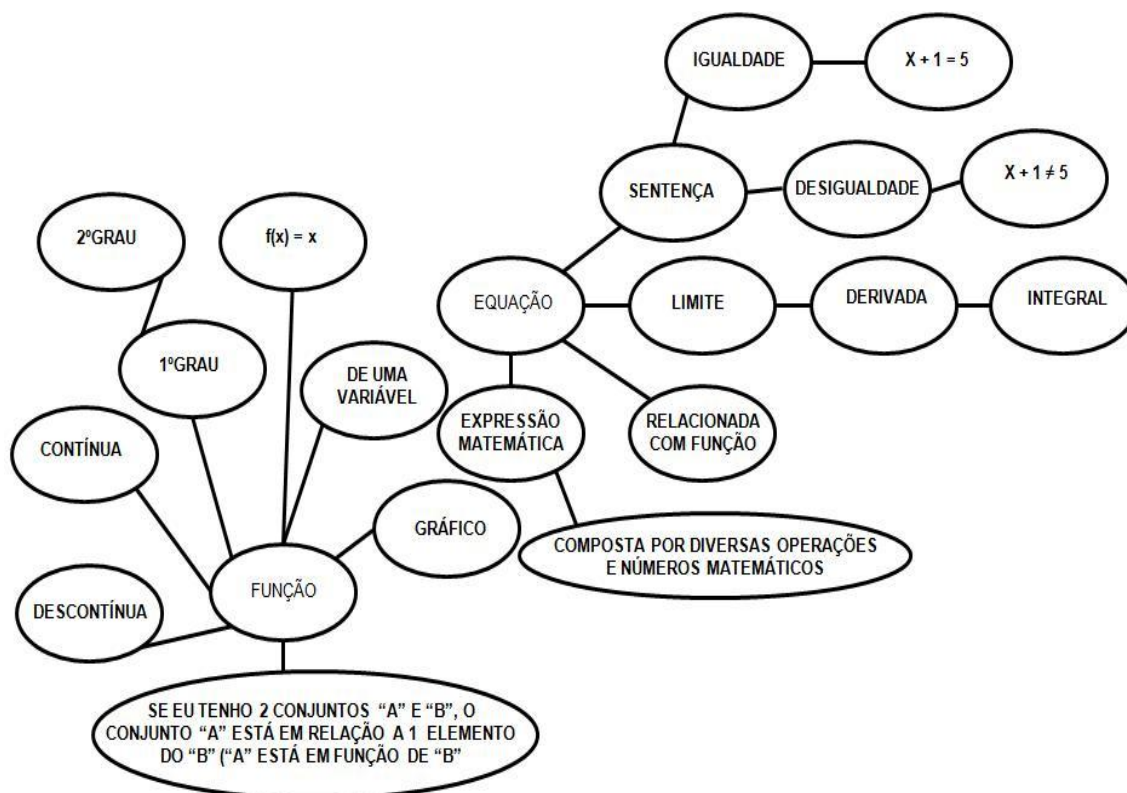 IGUALDADE
X + 1 = 5
SENTENÇA
DESIGUALDADE
X + 1 ≠ 5
2ºGRAU
f(x) = x
EQUAÇÃO
LIMITE
DERIVADA
INTEGRAL
1ºGRAU
DE UMA
VARIÁVEL
EXPRESSÃO
MATEMÁTICA
RELACIONADA
COM FUNÇÃO
CONTÍNUA
GRÁFICO
COMPOSTA POR DIVERSAS OPERAÇÕES
E NÚMEROS MATEMÁTICOS
FUNÇÃO
DESCONTÍNUA
SE EU TENHO 2 CONJUNTOS “A” E “B”, O
CONJUNTO “A” ESTÁ EM RELAÇÃO A 1 ELEMENTO
DO “B” (“A” ESTÁ EM FUNÇÃO DE “B”